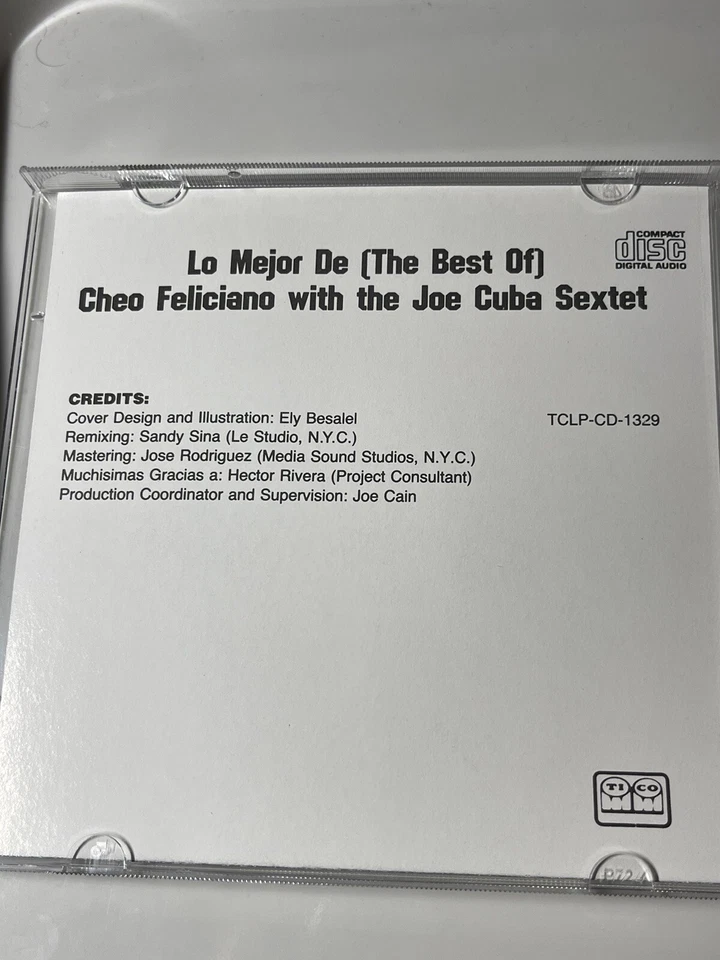 Lo Mejor De (The Best Of)
Cheo Feliciano with the Joe Cuba Sextet
COMPACT
disc
DIGITAL AUDIO
CREDITS:
Cover Design and Illustration: Ely Besalel
TCLP-CD-1329
Remixing: Sandy Sina (Le Studio, N.Y.C.)
Mastering: Jose Rodriguez (Media Sound Studios, N.Y.C.)
Muchisimas Gracias a: Hector Rivera (Project Consultant)
Production Coordinator and Supervision: Joe Cain
TICO